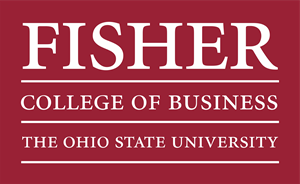 FISHER
COLLEGE OF BUSINESS
THE OHIO STATE UNIVERSITY